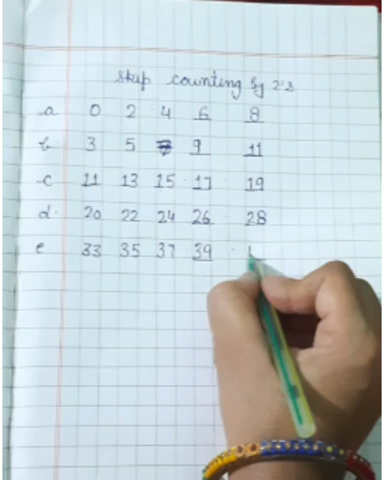 skip counting by 2's
a 0 2 4 6 8
b. 3 5 7 9 11
c 11 13 15 17 19
d. 20 22 24 26 28
e 33 35 37 39